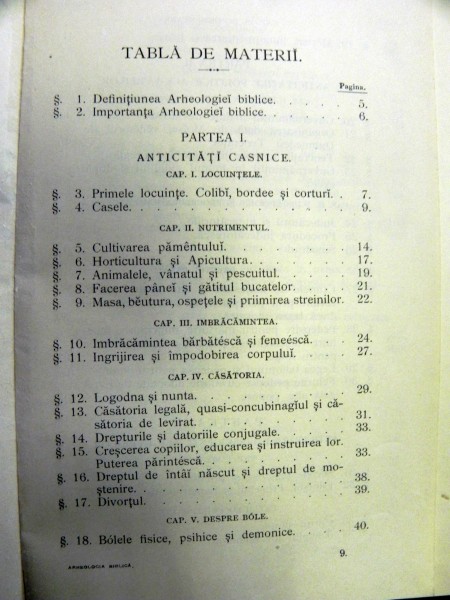 TABLĂ DE MATERII.
Pagina.
§. 1. Definițiunea Arheologieĭ biblice. . . . . . 5.
§. 2. Importanța Arheologieĭ biblice. . . . . . 6.
PARTEA I.
ANTICITĂȚĬ CASNICE.
CAP. I. LOCUINȚELE.
§. 3. Primele locuințe. Colibĭ, bordee și corturĭ. . 7.
§. 4. Casele. . . . . . . . . . . . . 9.
CAP. II. NUTRIMENTUL.
§. 5. Cultivarea pămêntuluĭ. . . . . . . . 14.
§. 6. Horticultura și Apicultura. . . . . . . 17.
§. 7. Animalele, vânatul și pescuitul. . . . . 19.
§. 8. Facerea pâneĭ și gătitul bucatelor. . . . 21.
§. 9. Masa, bĕutura, ospețele și priimirea streinilor. 22.
CAP. III. IMBRĂCĂMINTEA.
§. 10. Imbrăcămintea bărbătéscă și femeéscă. . . 24.
§. 11. Ingrijirea și împodobirea corpuluĭ. . . . 27.
CAP. IV. CĂSĂTORIA.
§. 12. Logodna și nunta. . . . . . . . . 29.
§. 13. Căsătoria legală, quasi-concubinagĭul și că-
sătoria de levirat. . . . . . . . . 31.
§. 14. Drepturile și datoriile conjugale. . . . . 33.
§. 15. Creșcerea copiilor, educarea și instruirea lor.
Puterea părintéscă. . . . . . . . 33.
§. 16. Dreptul de întâĭ născut și dreptul de mo-
ștenire. . . . . . . . . . . . 38.
§. 17. Divorțul. . . . . . . . . . . . 39.
CAP. V. DESPRE BÓLE.
§. 18. Bólele fisice, psihice și demonice. . . . 40.
ARHEOLOGIA BIBLICĂ.
9.